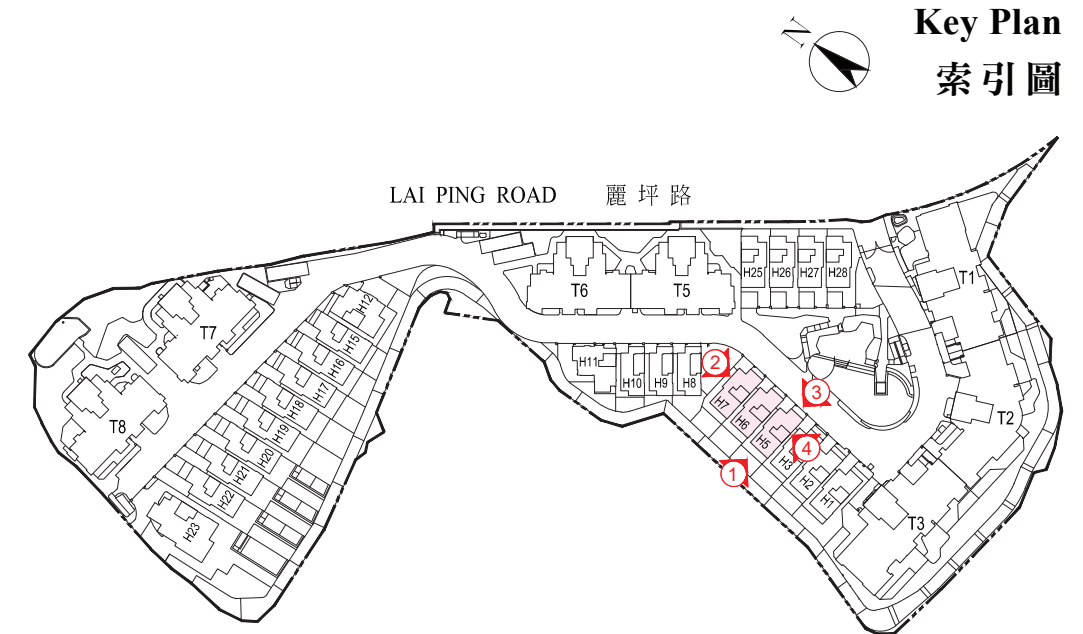 N
Key Plan
索引圖
LAI PING ROAD 麗坪路
H25 H26 H27 H28
T1
T6 T5
H12
T7
H15
H16
H17
H18
H19
H20
H21
H22
H23
T8
H11 H10 H9 H8
2
3
H7
H6
H5
4
H3
H2
H1
1
T2
T3